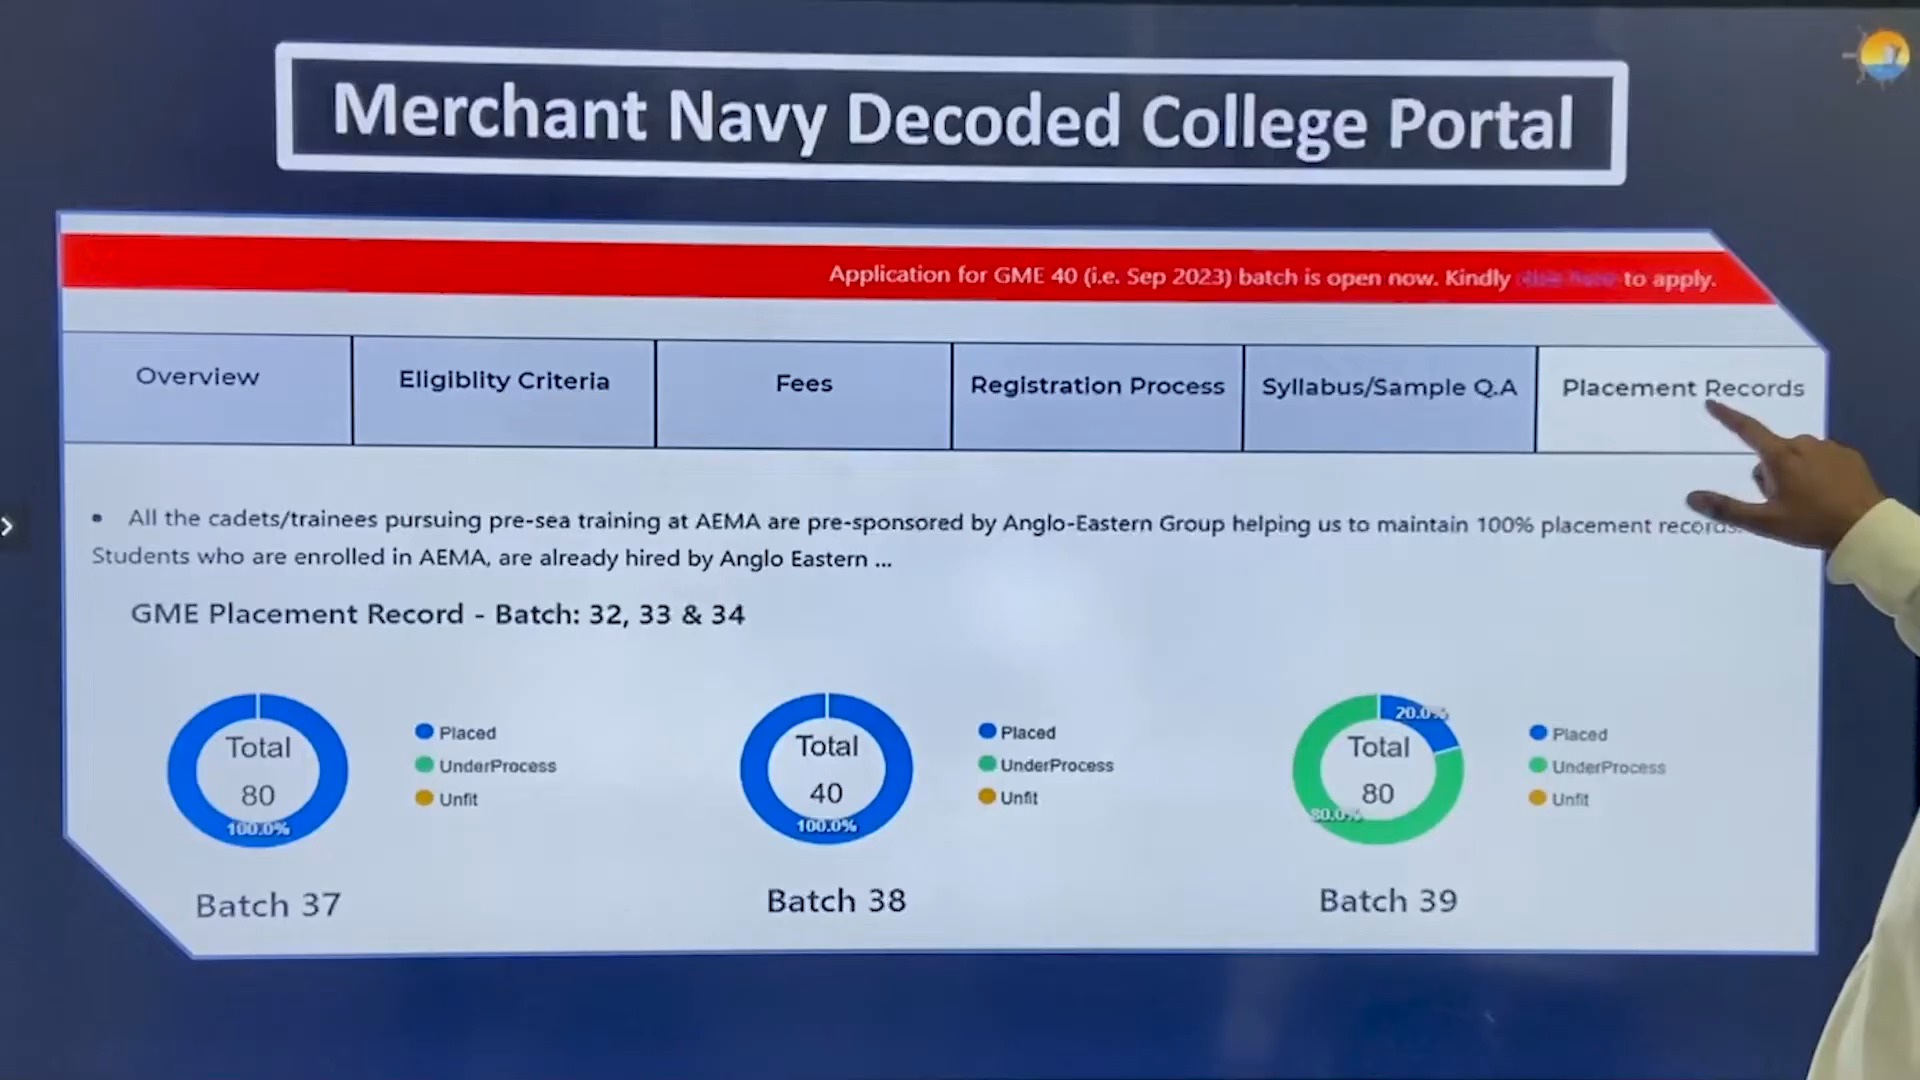 Merchant Navy Decoded College Portal
Application for GME 40 (i.e. Sep 2023) batch is open now. Kindly to apply.
Overview
Eligiblity Criteria
Fees
Registration Process
Syllabus/Sample Q.A
Placement Records
• All the cadets/trainees pursuing pre-sea training at AEMA are pre-sponsored by Anglo-Eastern Group helping us to maintain 100% placement records.
Students who are enrolled in AEMA, are already hired by Anglo Eastern ...
GME Placement Record - Batch: 32, 33 & 34
Total
80
100.0%
Placed
UnderProcess
Unfit
Batch 37
Total
40
100.0%
Placed
UnderProcess
Unfit
Batch 38
20.0%
Total
80
80.0%
Placed
UnderProcess
Unfit
Batch 39